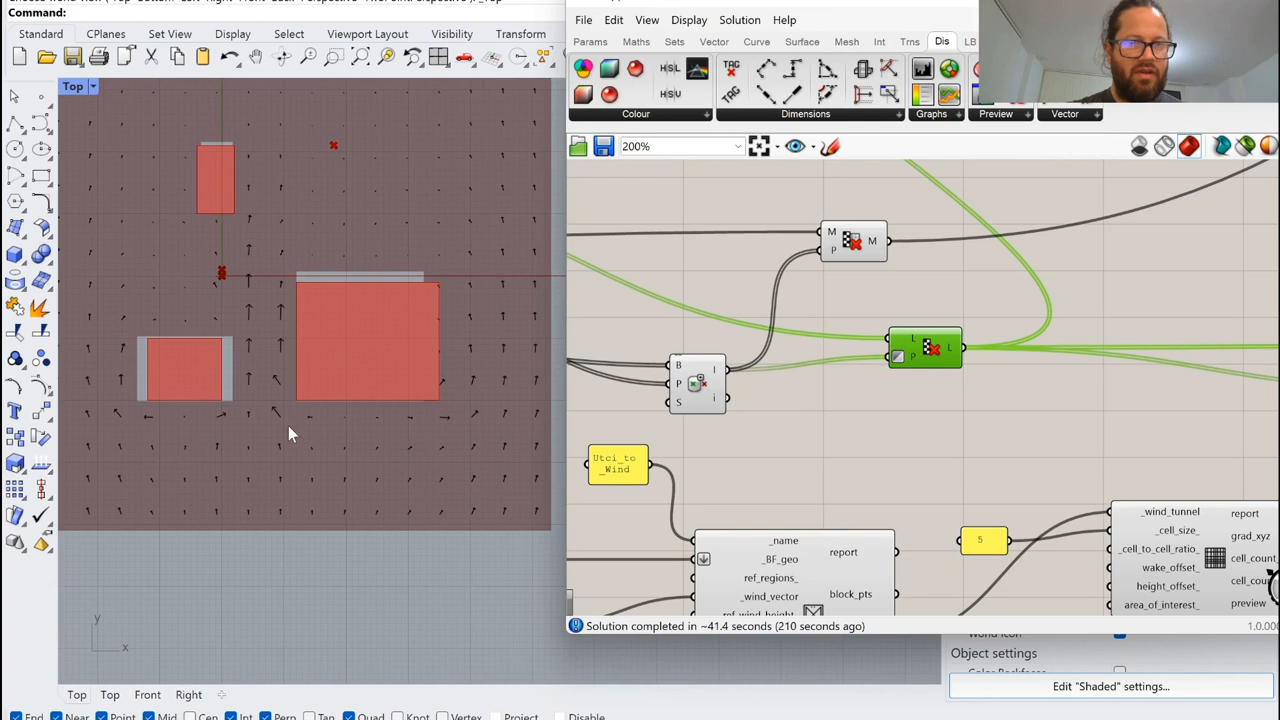 Command:
Standard CPlanes Set View Display Select Viewport Layout Visibility Transform
Top
Top Top Front Right
y
x
End Near Point Mid Cen Int Perp Tan Quad Knot Vertex Project Disable
File Edit View Display Solution Help
Params Maths Sets Vector Curve Surface Mesh Int Trns Dis LB
HSL
HSU
TAG
TAG
Colour Dimensions Graphs Preview Vector
200%
M
P
M
L
P
L
B
P
S
I
i
Utci_to
_Wind
_name
_BF_geo
ref_regions_
_wind_vector
report
block_pts
5
_wind_tunnel
_cell_size_
_cell_to_cell_ratio_
wake_offset_
height_offset_
area_of_interest_
report
grad_xyz
cell_count
preview
Solution completed in ~41.4 seconds (210 seconds ago)
Object settings
Edit "Shaded" settings...